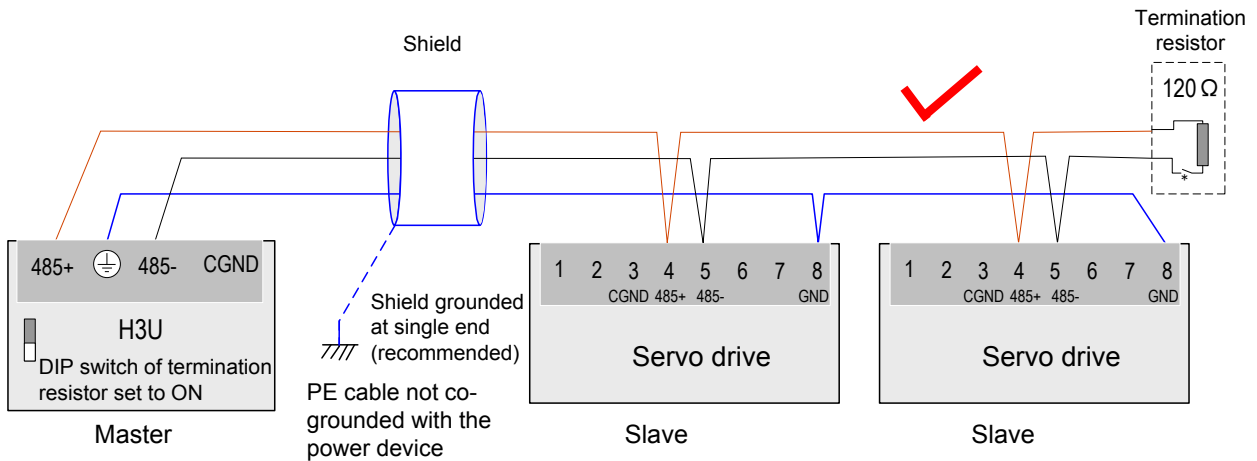 Termination
resistor
Shield
120 Ω
*
485+ 485- CGND
H3U
DIP switch of termination
resistor set to ON
Master
Shield grounded
at single end
(recommended)
PE cable not co-
grounded with the
power device
1 2 3 4 5 6 7 8
CGND 485+ 485- GND
Servo drive
Slave
1 2 3 4 5 6 7 8
CGND 485+ 485- GND
Servo drive
Slave